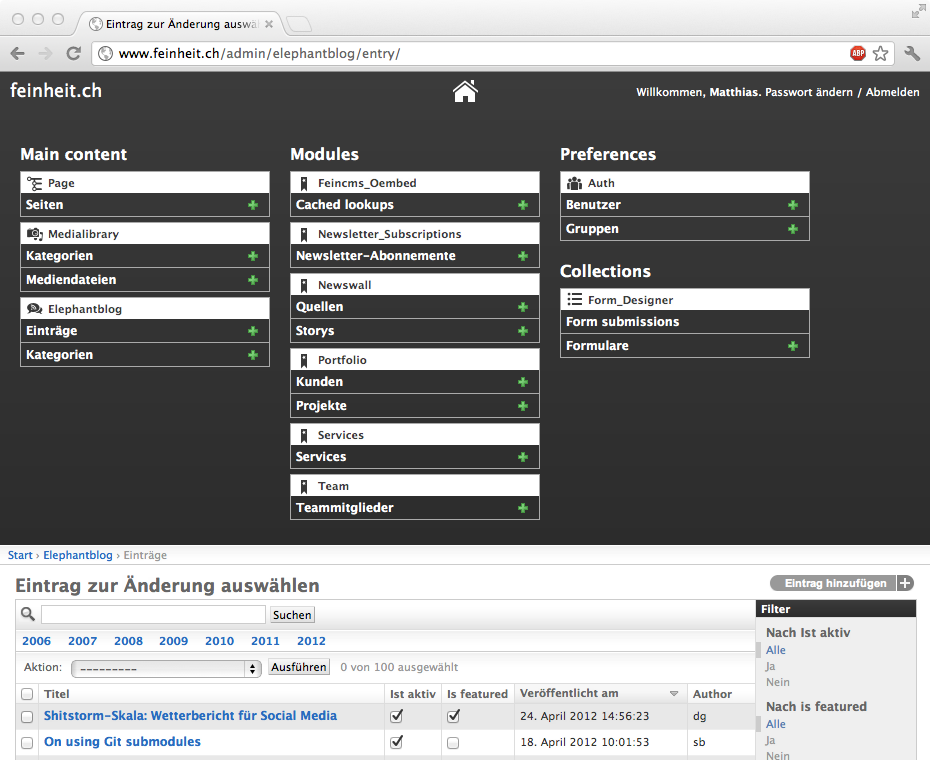 Eintrag zur Änderung auswä
www.feinheit.ch/admin/elephantblog/entry/
ABP
feinheit.ch
Willkommen, Matthias. Passwort ändern / Abmelden
Main content
Page
Seiten
Medialibrary
Kategorien
Mediendateien
Elephantblog
Einträge
Kategorien
Modules
Feincms_Oembed
Cached lookups
Newsletter_Subscriptions
Newsletter-Abonnemente
Newswall
Quellen
Storys
Portfolio
Kunden
Projekte
Services
Services
Team
Teammitglieder
Preferences
Auth
Benutzer
Gruppen
Collections
Form_Designer
Form submissions
Formulare
Start › Elephantblog › Einträge
Eintrag zur Änderung auswählen
Eintrag hinzufügen
Suchen
2006 2007 2008 2009 2010 2011 2012
Aktion: --------- Ausführen 0 von 100 ausgewählt
Titel Ist aktiv Is featured Veröffentlicht am Author
Shitstorm-Skala: Wetterbericht für Social Media 24. April 2012 14:56:23 dg
On using Git submodules 18. April 2012 10:01:53 sb
Filter
Nach Ist aktiv
Alle
Ja
Nein
Nach is featured
Alle
Ja
Nein